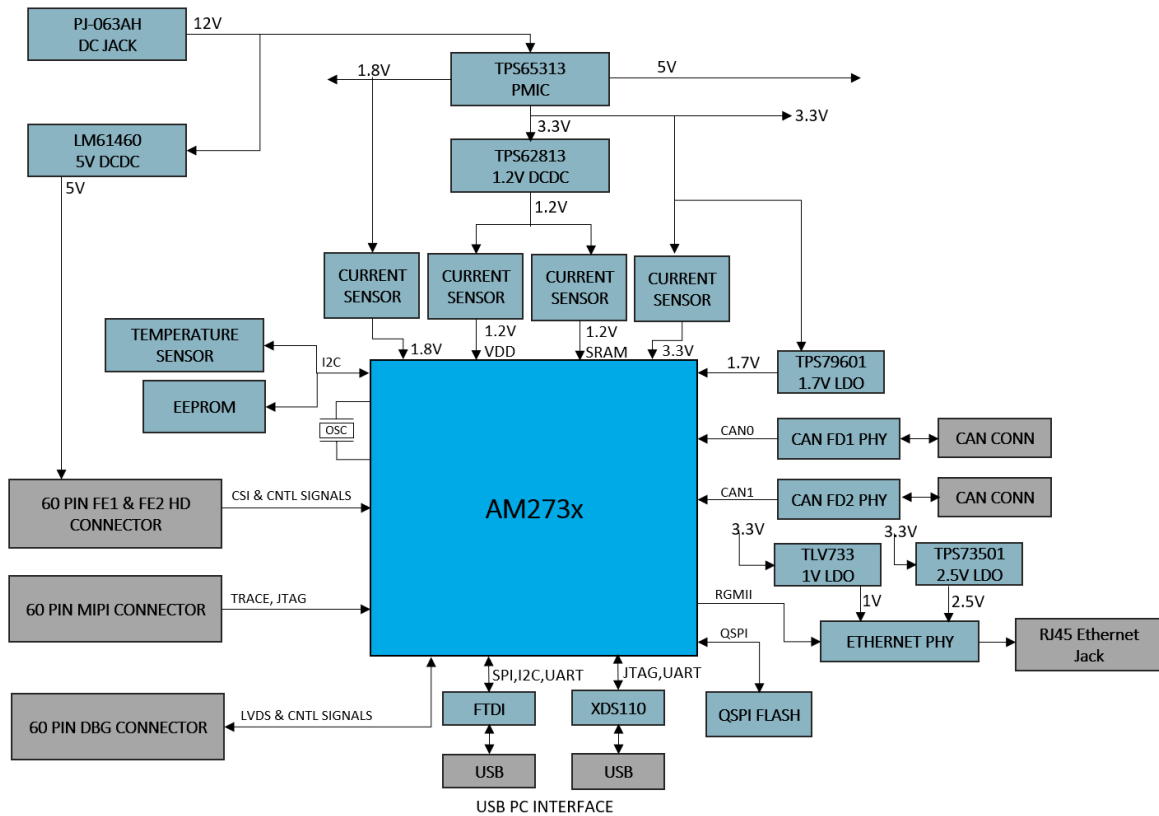 PJ-063AH
DC JACK
12V
1.8V
TPS65313
PMIC
5V
3.3V
3.3V
LM61460
5V DCDC
TPS62813
1.2V DCDC
5V
1.2V
CURRENT
SENSOR
CURRENT
SENSOR
CURRENT
SENSOR
CURRENT
SENSOR
TEMPERATURE
SENSOR
I2C
1.8V
1.2V
VDD
1.2V
SRAM
3.3V
1.7V
TPS79601
1.7V LDO
EEPROM
OSC
CAN0
CAN FD1 PHY
CAN CONN
60 PIN FE1 & FE2 HD
CONNECTOR
CSI & CNTL SIGNALS
AM273x
CAN1
CAN FD2 PHY
CAN CONN
3.3V
TLV733
1V LDO
3.3V
TPS73501
2.5V LDO
60 PIN MIPI CONNECTOR
TRACE, JTAG
RGMII
1V
2.5V
ETHERNET PHY
RJ45 Ethernet
Jack
QSPI
QSPI FLASH
60 PIN DBG CONNECTOR
LVDS & CNTL SIGNALS
SPI,I2C,UART
FTDI
USB
JTAG,UART
XDS110
USB
USB PC INTERFACE